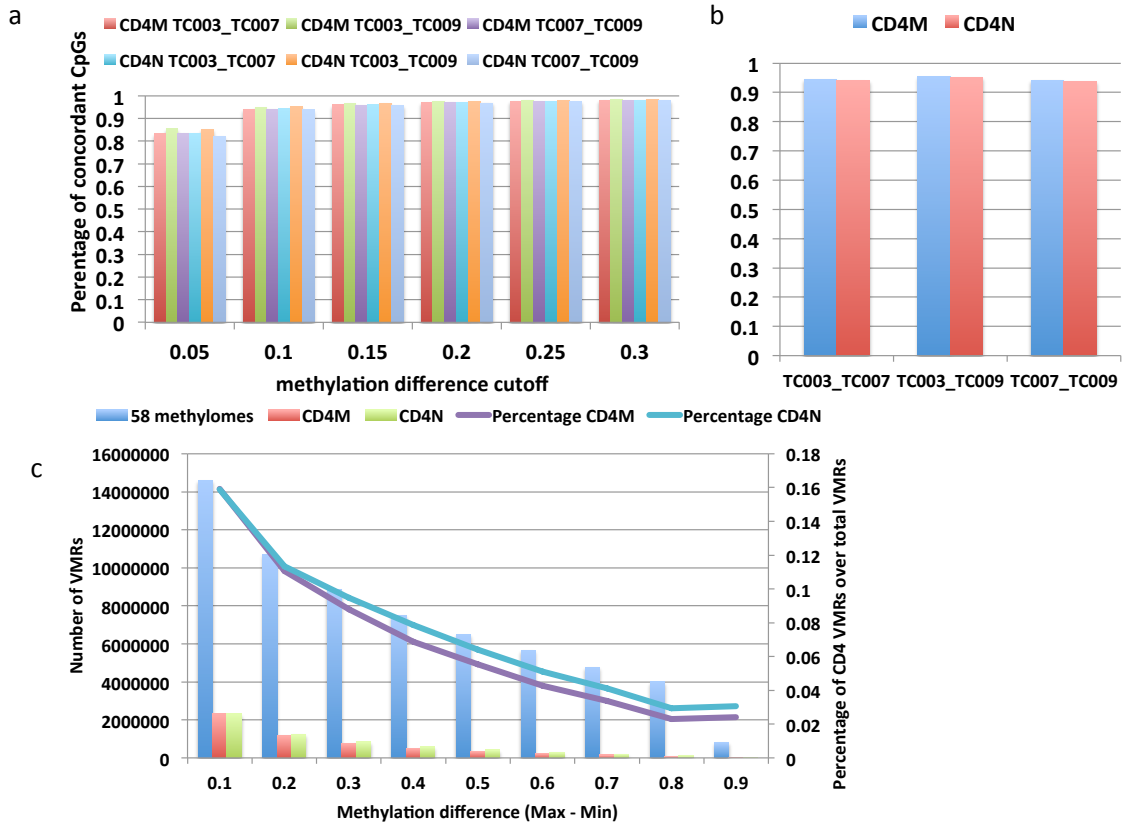 a
CD4M TC003_TC007 CD4M TC003_TC009 CD4M TC007_TC009
CD4N TC003_TC007 CD4N TC003_TC009 CD4N TC007_TC009
Perentage of concordant CpGs
1
0.9
0.8
0.7
0.6
0.5
0.4
0.3
0.2
0.1
0
0.05 0.1 0.15 0.2 0.25 0.3
methylation difference cutoff
b
CD4M CD4N
1
0.9
0.8
0.7
0.6
0.5
0.4
0.3
0.2
0.1
0
TC003_TC007 TC003_TC009 TC007_TC009
58 methylomes CD4M CD4N Percentage CD4M Percentage CD4N
c
Number of VMRs
16000000
14000000
12000000
10000000
8000000
6000000
4000000
2000000
0
0.18
0.16
0.14
0.12
0.1
0.08
0.06
0.04
0.02
0
Percentage of CD4 VMRs over total VMRs
0.1 0.2 0.3 0.4 0.5 0.6 0.7 0.8 0.9
Methylation difference (Max - Min)